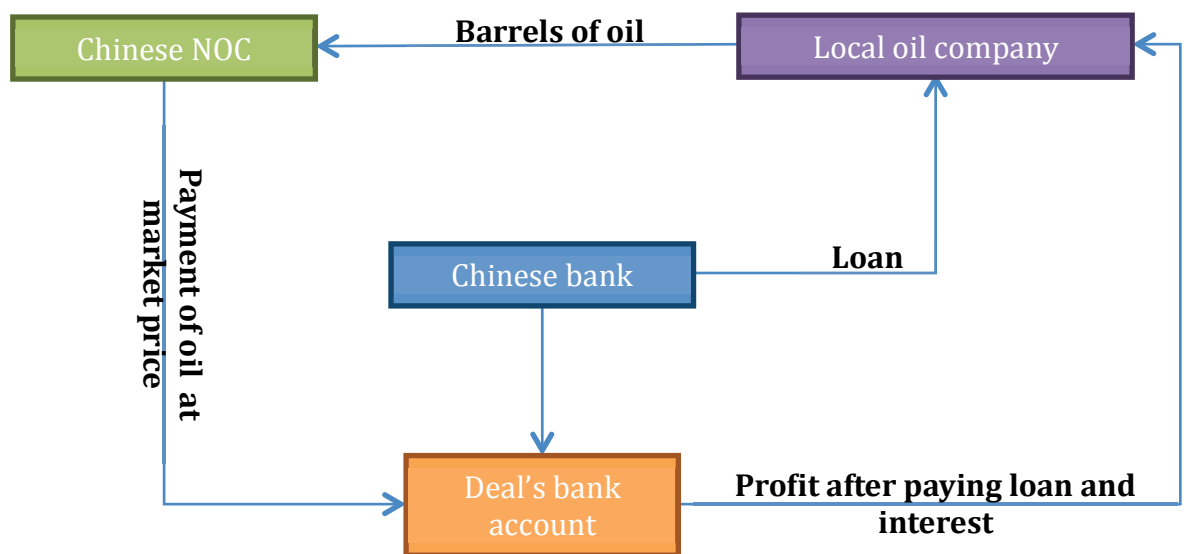 Chinese NOC
Barrels of oil
Local oil company
Payment of oil at
market price
Chinese bank
Loan
Deal's bank
account
Profit after paying loan and
interest